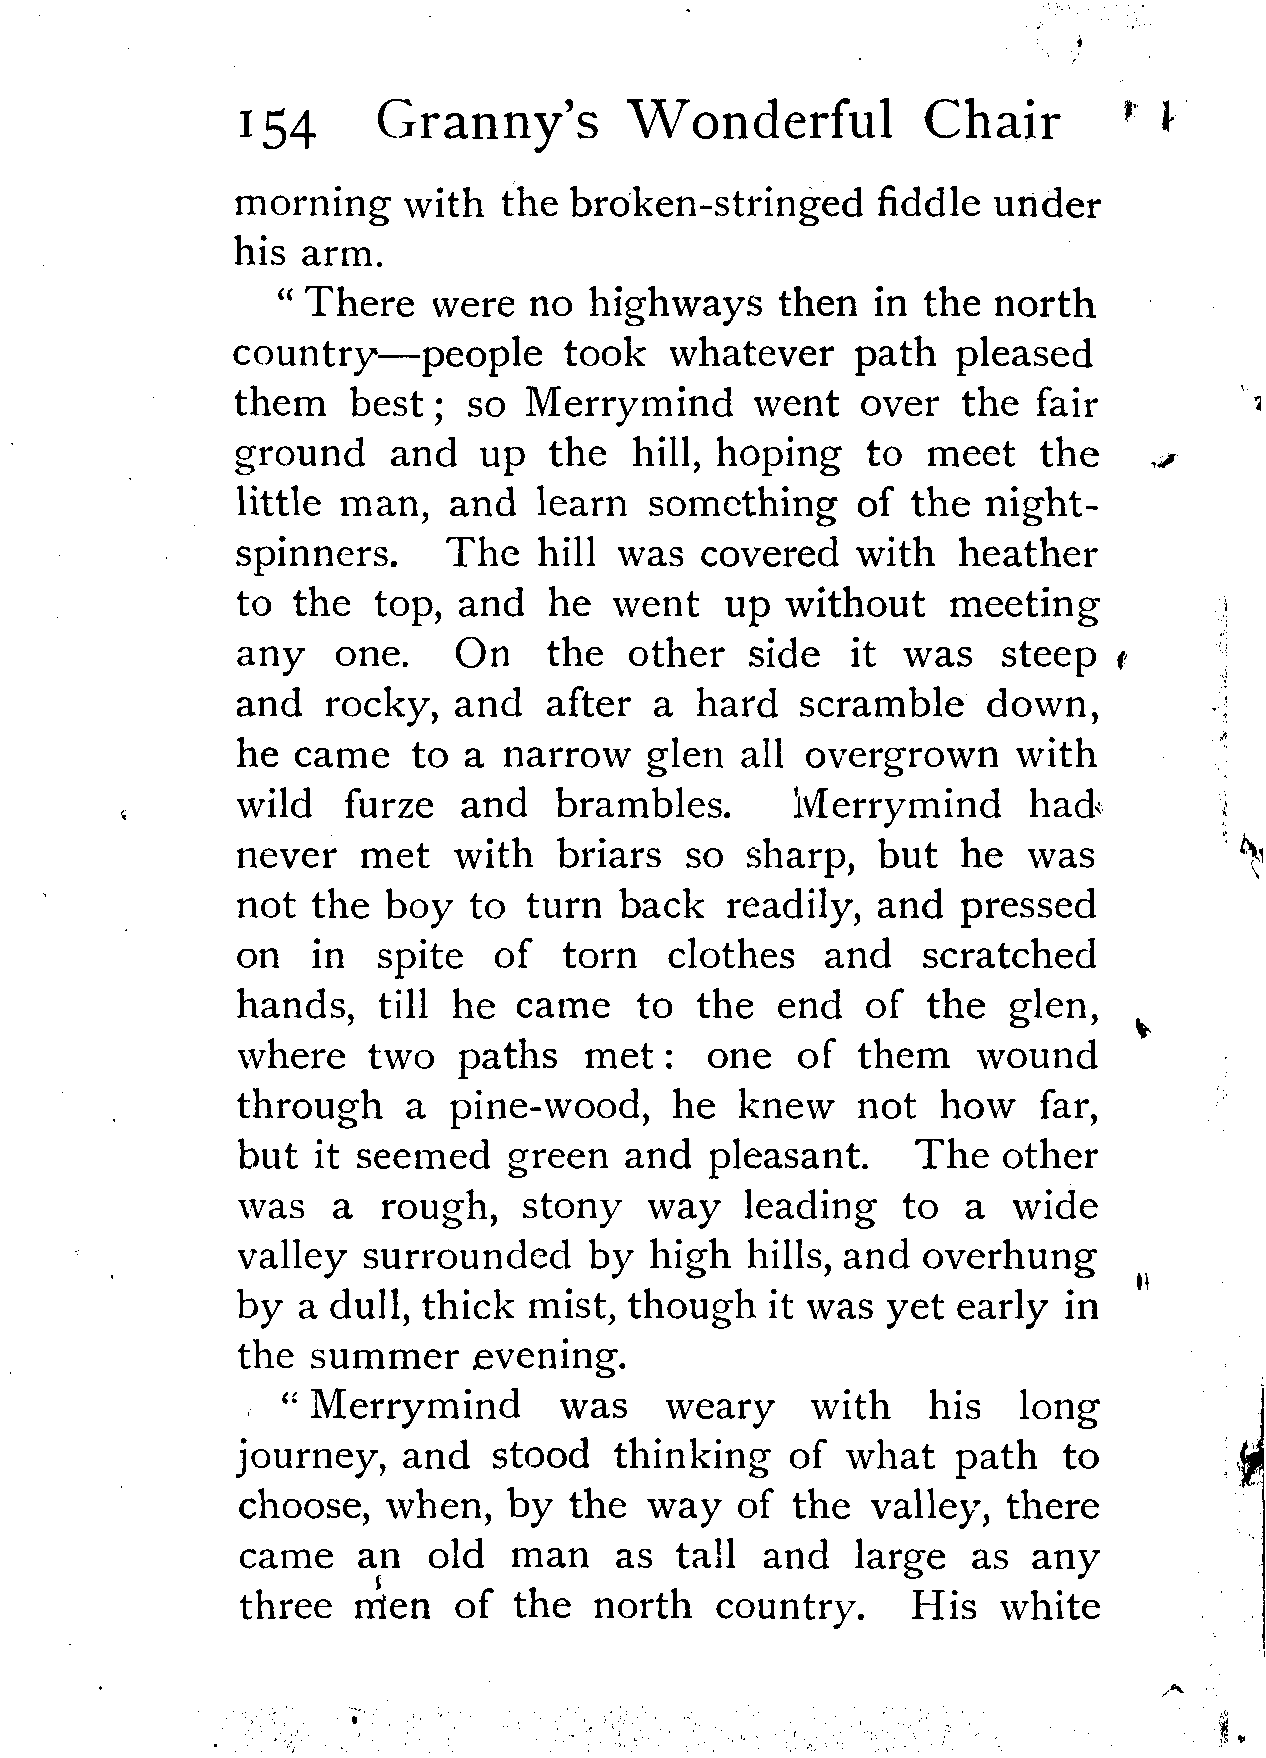 154 Granny's Wonderful Chair
morning with the broken-stringed fiddle under
his arm.
“ There were no highways then in the north
country—people took whatever path pleased
them best ; so Merrymind went over the fair
ground and up the hill, hoping to meet the
little man, and learn something of the night-
spinners. The hill was covered with heather
to the top, and he went up without meeting
any one. On the other side it was steep
and rocky, and after a hard scramble down,
he came to a narrow glen all overgrown with
wild furze and brambles. Merrymind had
never met with briars so sharp, but he was
not the boy to turn back readily, and pressed
on in spite of torn clothes and scratched
hands, till he came to the end of the glen,
where two paths met : one of them wound
through a pine-wood, he knew not how far,
but it seemed green and pleasant. The other
was a rough, stony way leading to a wide
valley surrounded by high hills, and overhung
by a dull, thick mist, though it was yet early in
the summer evening.
“ Merrymind was weary with his long
journey, and stood thinking of what path to
choose, when, by the way of the valley, there
came an old man as tall and large as any
three men of the north country. His white